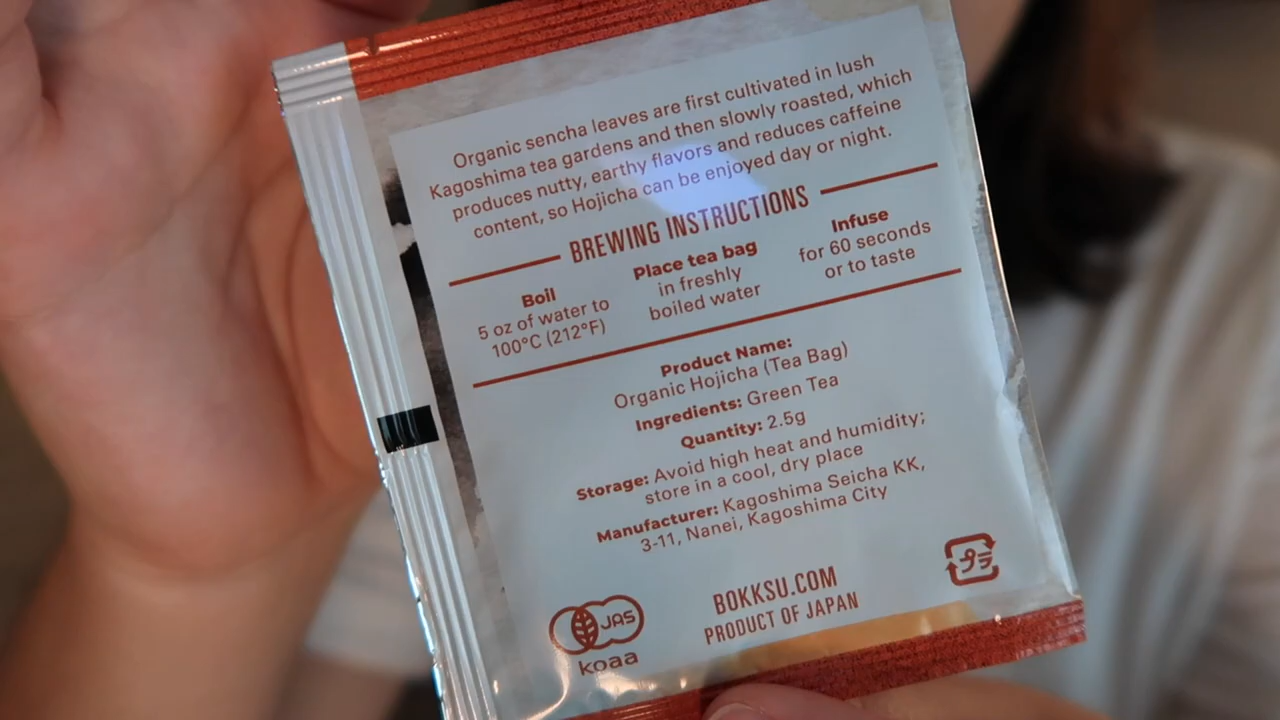 Organic sencha leaves are first cultivated in lush
Kagoshima tea gardens and then slowly roasted, which
produces nutty, earthy flavors and reduces caffeine
content, so Hojicha can be enjoyed day or night.
BREWING INSTRUCTIONS
Boil
5 oz of water to
100°C (212°F)
Place tea bag
in freshly
boiled water
Infuse
for 60 seconds
or to taste
Product Name:
Organic Hojicha (Tea Bag)
Ingredients: Green Tea
Quantity: 2.5g
Storage: Avoid high heat and humidity;
store in a cool, dry place
Manufacturer: Kagoshima Seicha KK,
3-11, Nanei, Kagoshima City
JAS
koaa
BOKKSU.COM
PRODUCT OF JAPAN
プラ